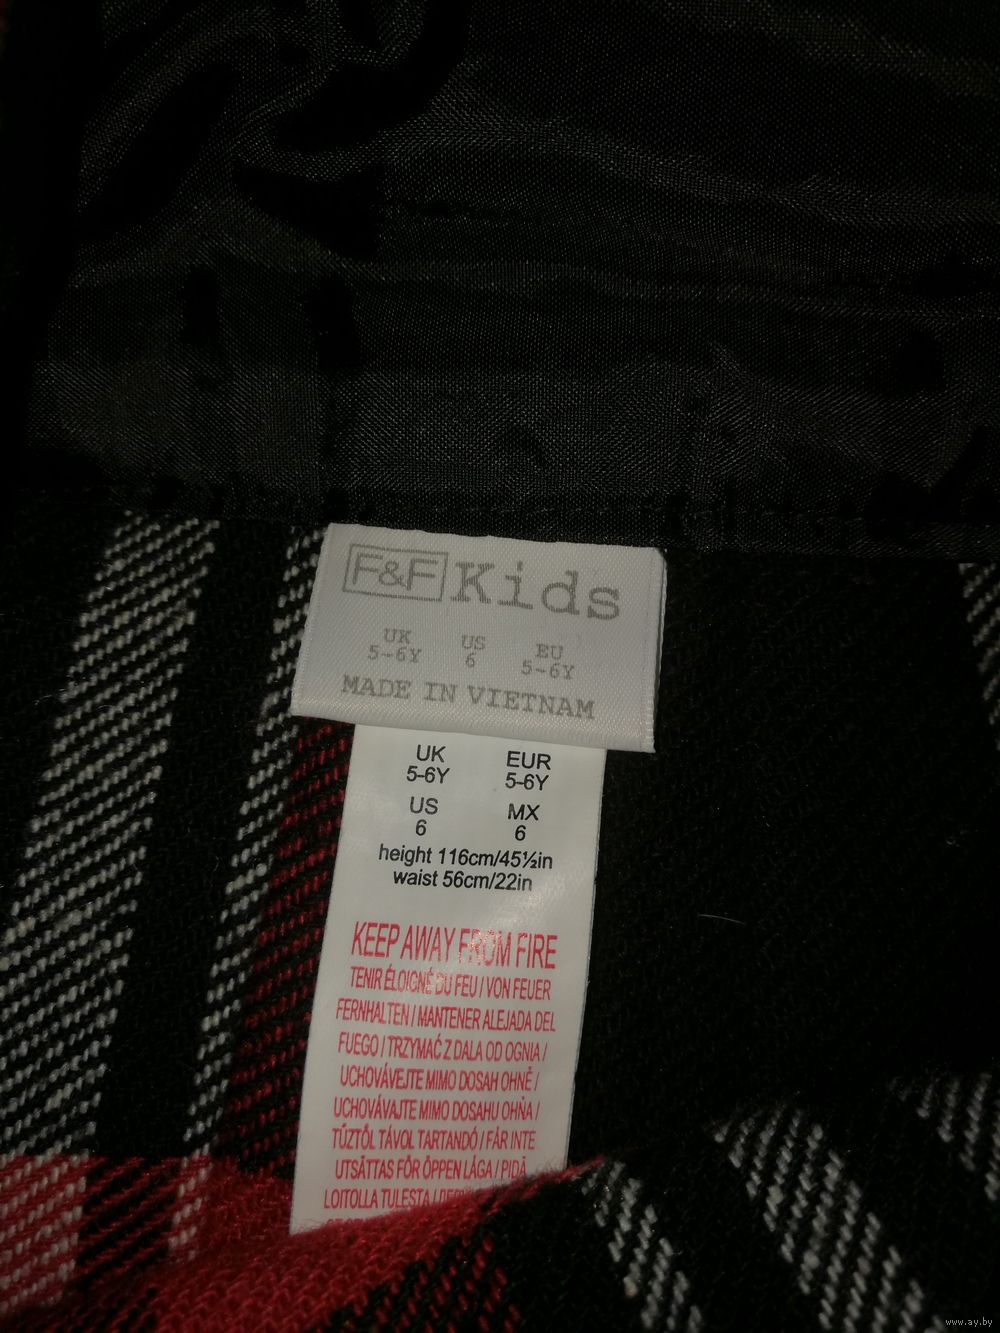 F&F Kids
UK US EU
5-6Y 6 5-6Y
MADE IN VIETNAM
UK EUR
5-6Y 5-6Y
US MX
6 6
height 116cm/45½in
waist 56cm/22in
KEEP AWAY FROM FIRE
TENIR ÉLOIGNÉ DU FEU / VON FEUER
FERNHALTEN / MANTENER ALEJADA DEL
FUEGO / TRZYMAĆ Z DALA OD OGNIA /
UCHOVÁVEJTE MIMO DOSAH OHNĚ /
UCHOVÁVAJTE MIMO DOSAHU OHŇA /
TŰZTŐL TÁVOL TARTANDÓ / FÅR INTE
UTSÄTTAS FÖR ÖPPEN LÅGA / PIDÄ
LOITOLLA TULESTA /
www.ay.by